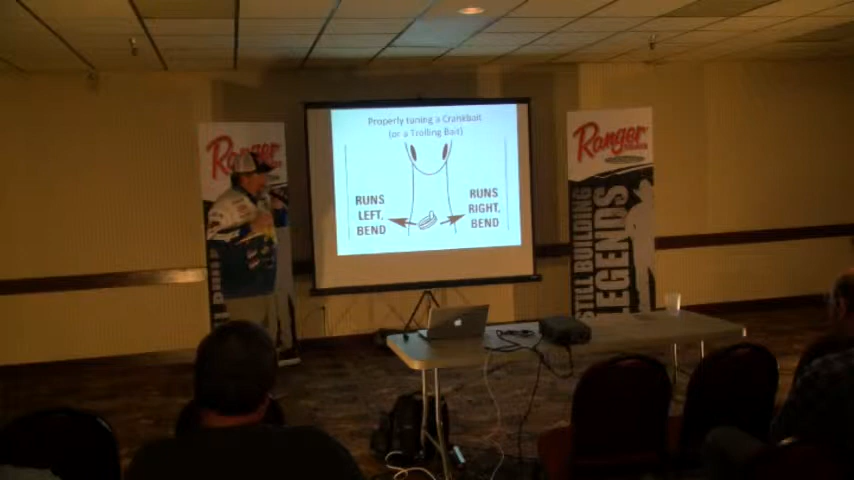 Properly tuning a Crankbait
(or a Trolling Bait)
RUNS
LEFT,
BEND
RUNS
RIGHT,
BEND
Ranger
Ranger
STILL BUILDING
LEGENDS